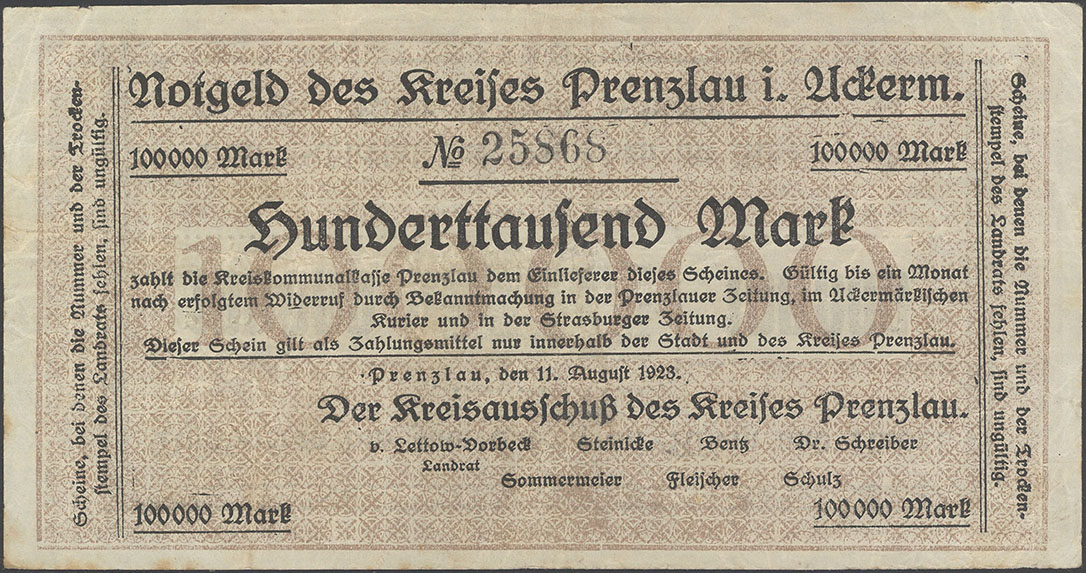 Notgeld des Kreises Prenzlau i. Uckerm.
100000 Mark
№ 25868
100000 Mark
Hunderttausend Mark
zahlt die Kreiskommunalkasse Prenzlau dem Einlieferer dieses Scheines. Gültig bis ein Monat
nach erfolgtem Widerruf durch Bekanntmachung in der Prenzlauer Zeitung, im Uckermärkischen
Kurier und in der Strasburger Zeitung.
Dieser Schein gilt als Zahlungsmittel nur innerhalb der Stadt und des Kreises Prenzlau.
Prenzlau, den 11. August 1923.
Der Kreisausschuß des Kreises Prenzlau.
v. Lettow-Vorbeck Steinicke Bentz Dr. Schreiber
Landrat
Sommermeier Fleischer Schulz
100000 Mark
100000 Mark
Scheine, bei denen die Nummer und der Trocken-
stempel des Landrats fehlen, sind ungültig.
Scheine, bei denen die Nummer und der Trocken-
stempel des Landrats fehlen, sind ungültig.
100000